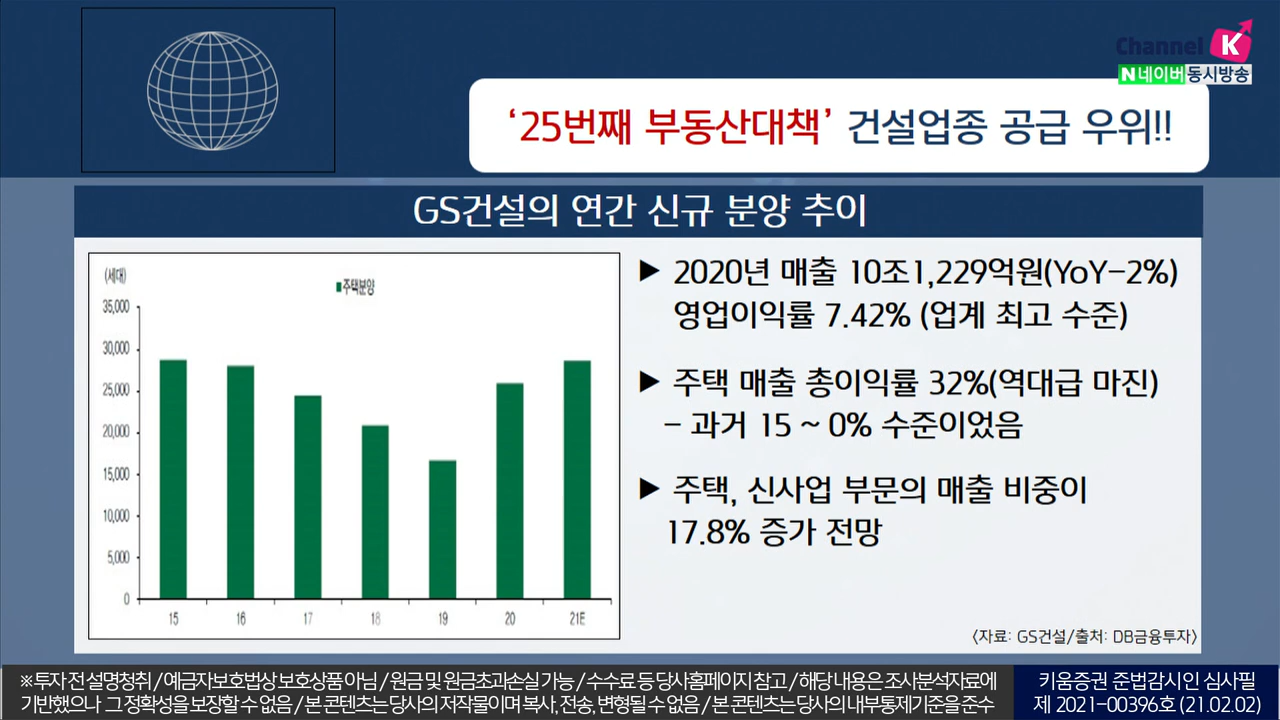 Channel K
N 네이버 동시방송
‘25번째 부동산대책’ 건설업종 공급 우위!!
GS건설의 연간 신규 분양 추이
(세대)
■주택분양
35,000
30,000
25,000
20,000
15,000
10,000
5,000
0
15 16 17 18 19 20 21E
▶ 2020년 매출 10조1,229억원(YoY-2%)
영업이익률 7.42% (업계 최고 수준)
▶ 주택 매출 총이익률 32%(역대급 마진)
- 과거 15 ~ 0% 수준이었음
▶ 주택, 신사업 부문의 매출 비중이
17.8% 증가 전망
<자료: GS건설/출처: DB금융투자>
※ 투자 전 설명청취 / 예금자보호법상 보호상품 아님 / 원금 및 원금초과손실 가능 / 수수료 등 당사홈페이지 참고 / 해당 내용은 조사분석자료에
기반했으나 그 정확성을 보장할 수 없음 / 본 콘텐츠는 당사의 저작물이며 복사, 전송, 변형될 수 없음 / 본 콘텐츠는 당사의 내부통제기준을 준수
키움증권 준법감시인 심사필
제 2021-00396호 (21.02.02)